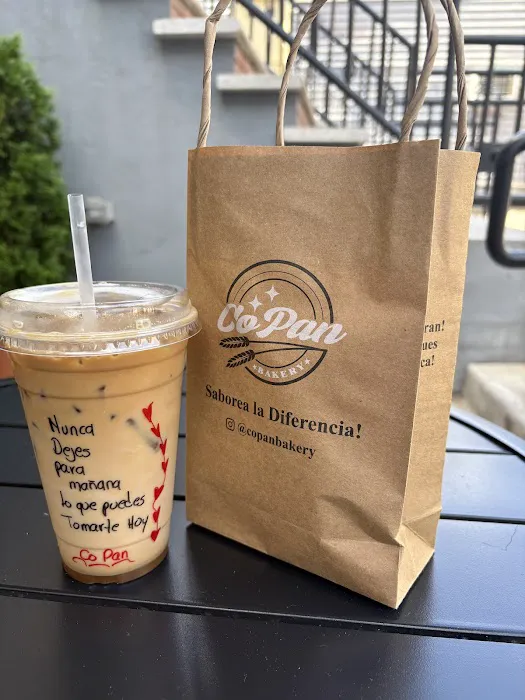 Nunca
Dejes
para
mañana
lo que puedes
Tomarte Hoy
Co Pan
Co Pan
BAKERY
Saborea la Diferencia!
@copanbakery